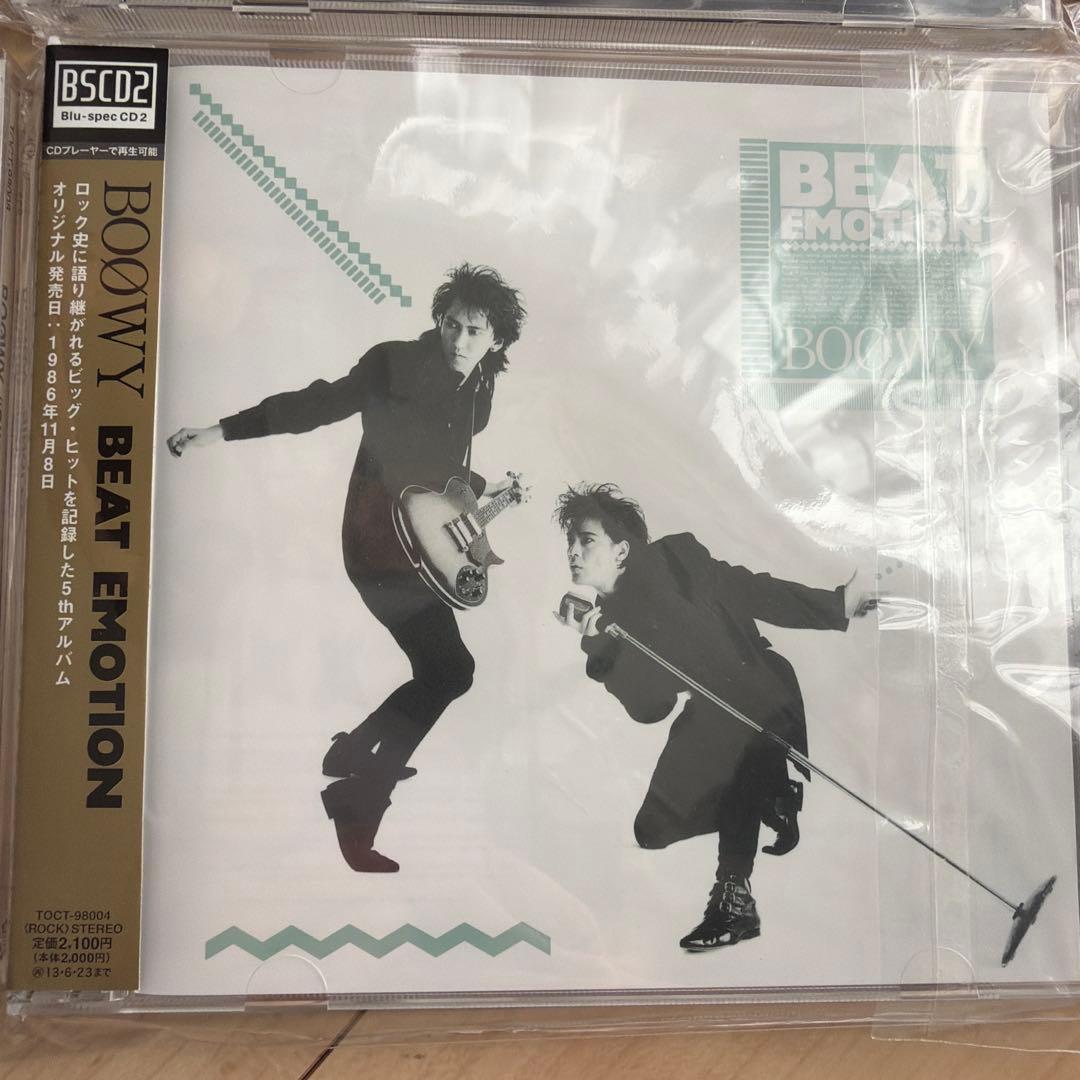 BSCD2
Blu-spec CD 2
CDプレーヤーで再生可能
BOØWY BEAT EMOTION
ロック史に語り継がれるビッグ・ヒットを記録した5thアルバム
オリジナル発売日:1986年11月8日
TOCT-98004
(ROCK) STEREO
定価2,100円
(本体2,000円)
㋐13・6・23まで
BEAT
EMOTION
BOØWY